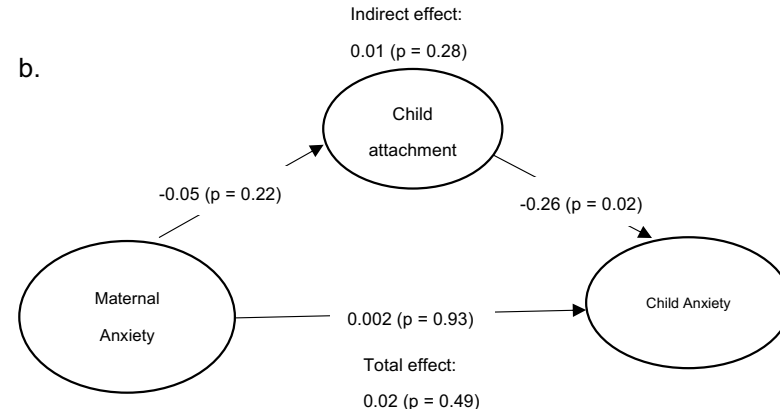 Indirect effect:
0.01 (p = 0.28)
b.
Child
attachment
-0.05 (p = 0.22)
-0.26 (p = 0.02)
Maternal
Anxiety
Child Anxiety
0.002 (p = 0.93)
Total effect:
0.02 (p = 0.49)